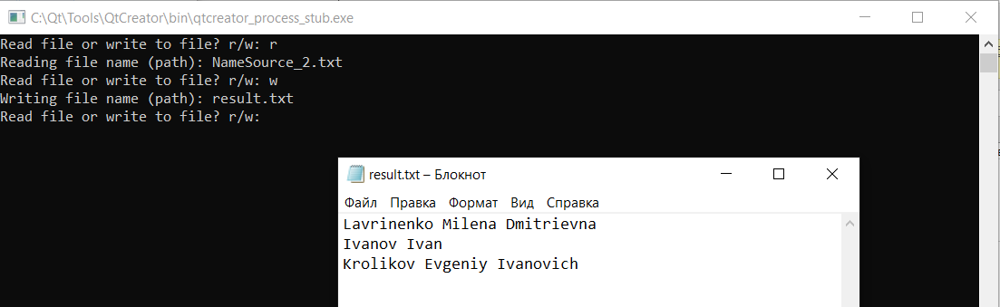 C:\Qt\Tools\QtCreator\bin\qtcreator_process_stub.exe
Read file or write to file? r/w: r
Reading file name (path): NameSource_2.txt
Read file or write to file? r/w: w
Writing file name (path): result.txt
Read file or write to file? r/w:
result.txt – Блокнот
Файл Правка Формат Вид Справка
Lavrinenko Milena Dmitrievna
Ivanov Ivan
Krolikov Evgeniy Ivanovich